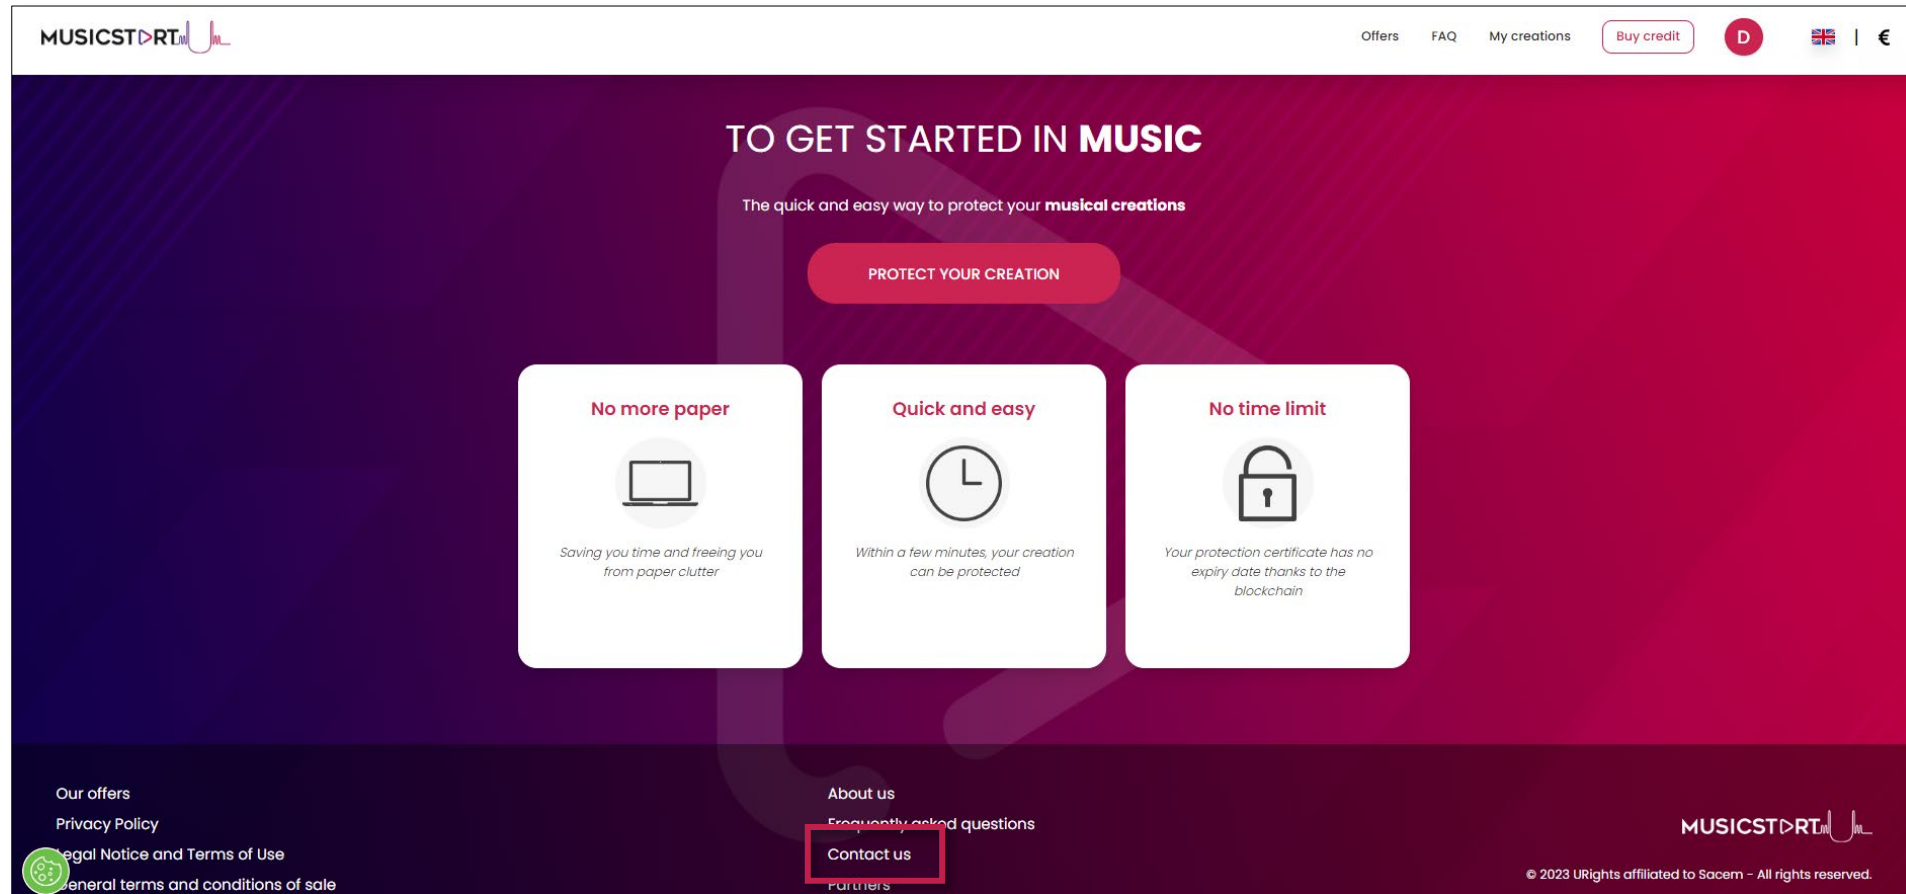 MUSICSTART
Offers
FAQ
My creations
Buy credit
D
€
TO GET STARTED IN MUSIC
The quick and easy way to protect your musical creations
PROTECT YOUR CREATION
No more paper
Saving you time and freeing you
from paper clutter
Quick and easy
Within a few minutes, your creation
can be protected
No time limit
Your protection certificate has no
expiry date thanks to the
blockchain
Our offers
Privacy Policy
Legal Notice and Terms of Use
General terms and conditions of sale
About us
Frequently asked questions
Contact us
Partners
MUSICSTART
© 2023 URights affiliated to Sacem - All rights reserved.